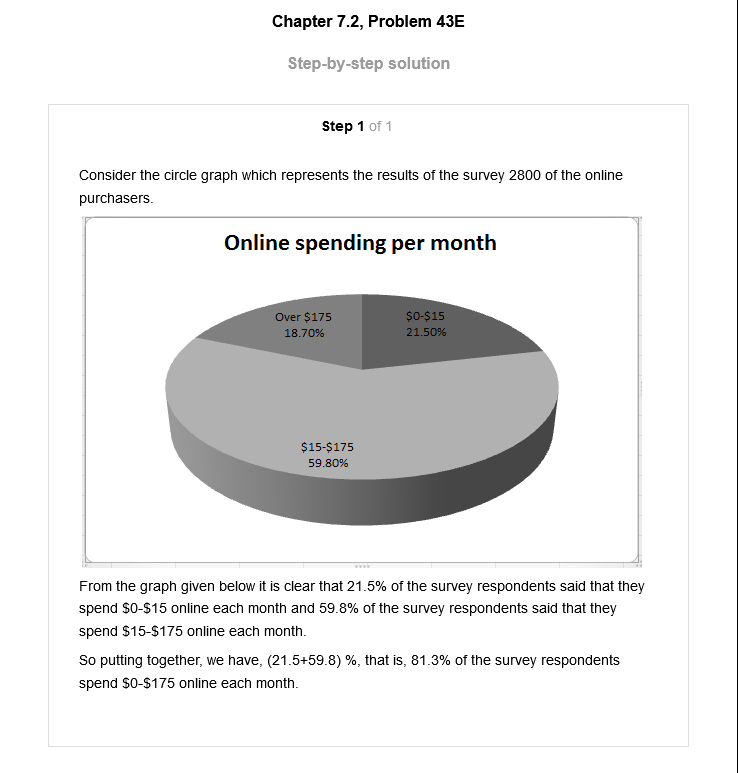 Chapter 7.2, Problem 43E
Step-by-step solution
Step 1 of 1
Consider the circle graph which represents the results of the survey 2800 of the online
purchasers.
Online spending per month
Over $175
18.70%
$0-$15
21.50%
$15-$175
59.80%
From the graph given below it is clear that 21.5% of the survey respondents said that they
spend $0-$15 online each month and 59.8% of the survey respondents said that they
spend $15-$175 online each month.
So putting together, we have, (21.5+59.8) %, that is, 81.3% of the survey respondents
spend $0-$175 online each month.